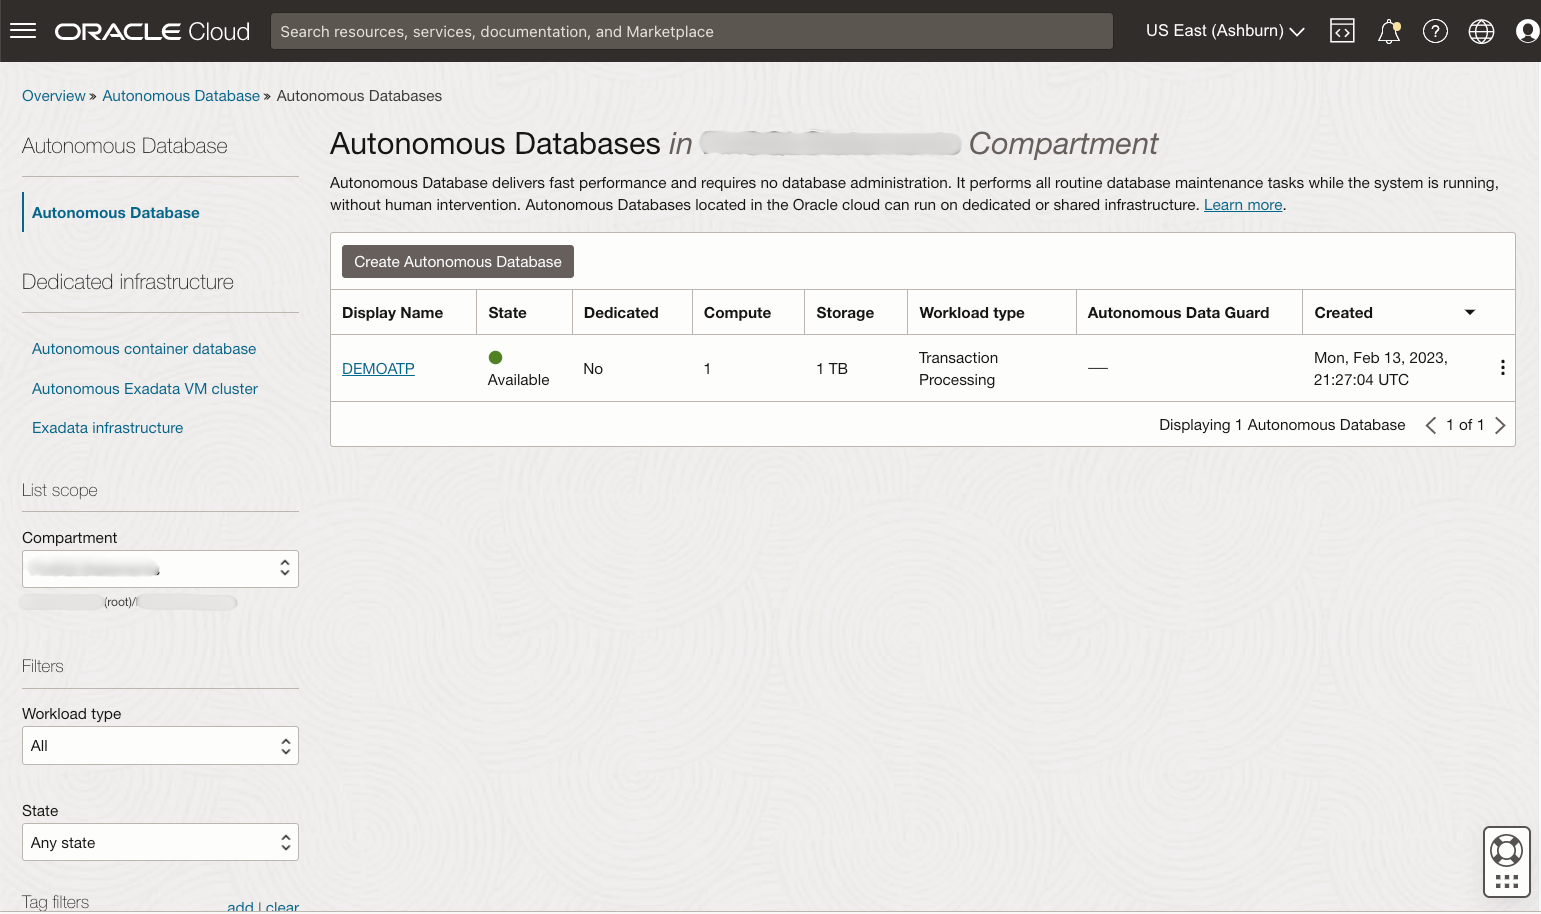 ORACLE Cloud
Search resources, services, documentation, and Marketplace
US East (Ashburn)
Overview » Autonomous Database » Autonomous Databases
Autonomous Database
Autonomous Database
Dedicated infrastructure
Autonomous container database
Autonomous Exadata VM cluster
Exadata infrastructure
List scope
Compartment
(root)/
Filters
Workload type
All
State
Any state
Tag filters
add | clear
Autonomous Databases in Compartment
Autonomous Database delivers fast performance and requires no database administration. It performs all routine database maintenance tasks while the system is running,
without human intervention. Autonomous Databases located in the Oracle cloud can run on dedicated or shared infrastructure. Learn more.
Create Autonomous Database
Display Name State Dedicated Compute Storage Workload type Autonomous Data Guard Created
DEMOATP Available No 1 1 TB Transaction Processing — Mon, Feb 13, 2023, 21:27:04 UTC
Displaying 1 Autonomous Database 1 of 1